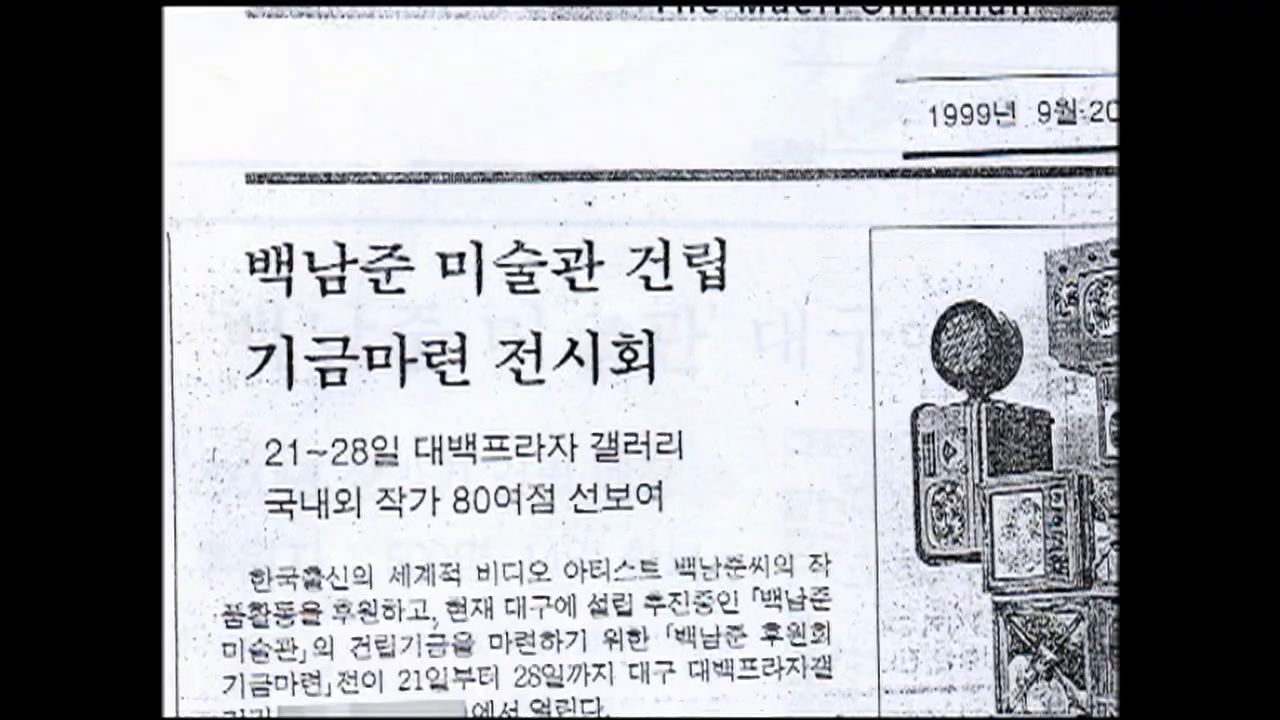 The Maeil Shinmun
1999년 9월 20
백남준 미술관 건립
기금마련 전시회
21~28일 대백프라자 갤러리
국내외 작가 80여점 선보여
한국출신의 세계적 비디오 아티스트 백남준씨의 작
품활동을 후원하고, 현재 대구에 설립 추진중인 「백남준
미술관」의 건립기금을 마련하기 위한 「백남준 후원회
기금마련」전이 21일부터 28일까지 대구 대백프라자갤
에서 열린다.